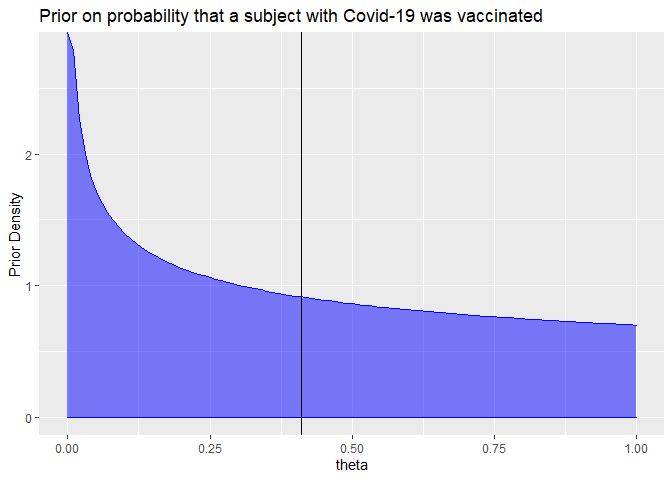 Prior on probability that a subject with Covid-19 was vaccinated
Prior Density
2
1
0
0.00 0.25 0.50 0.75 1.00
theta